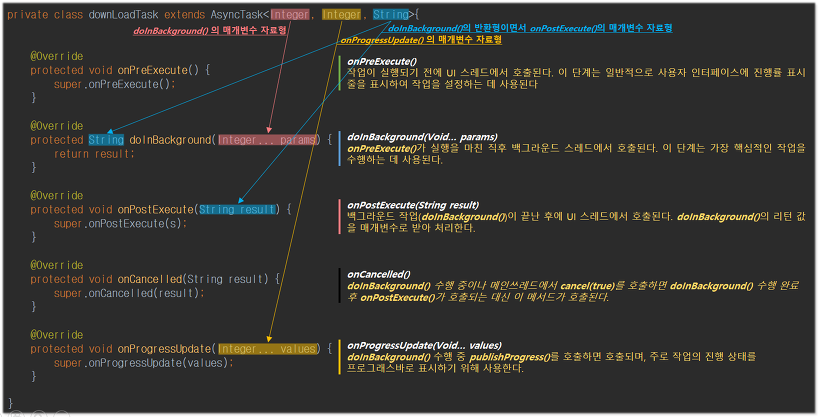 private class downLoadTask extends AsyncTask<Integer, Integer, String>{
doInBackground() 의 매개변수 자료형
doInBackground()의 반환형이면서 onPostExecute()의 매개변수 자료형
onProgressUpdate() 의 매개변수 자료형
@Override
protected void onPreExecute() {
super.onPreExecute();
}
onPreExecute()
작업이 실행되기 전에 UI 스레드에서 호출된다. 이 단계는 일반적으로 사용자 인터페이스에 진행률 표시
줄을 표시하여 작업을 설정하는 데 사용된다
@Override
protected String doInBackground(Integer... params) {
return result;
}
doInBackground(Void... params)
onPreExecute()가 실행을 마친 직후 백그라운드 스레드에서 호출된다. 이 단계는 가장 핵심적인 작업을
수행하는 데 사용된다.
@Override
protected void onPostExecute(String result) {
super.onPostExecute(s);
}
onPostExecute(String result)
백그라운드 작업(doInBackground()이 끝난 후에 UI 스레드에서 호출된다. doInBackground()의 리턴 값
을 매개변수로 받아 처리한다.
@Override
protected void onCancelled(String result) {
super.onCancelled(result);
}
onCancelled()
doInBackground() 수행 중이나 메인쓰레드에서 cancel(true)를 호출하면 doInBackground() 수행 완료
후 onPostExecute()가 호출되는 대신 이 메서드가 호출된다.
@Override
protected void onProgressUpdate(Integer... values) {
super.onProgressUpdate(values);
}
onProgressUpdate(Void... values)
doInBackground() 수행 중 publishProgress()를 호출하면 호출되며, 주로 작업의 진행 상태를
프로그래스바로 표시하기 위해 사용한다.
}